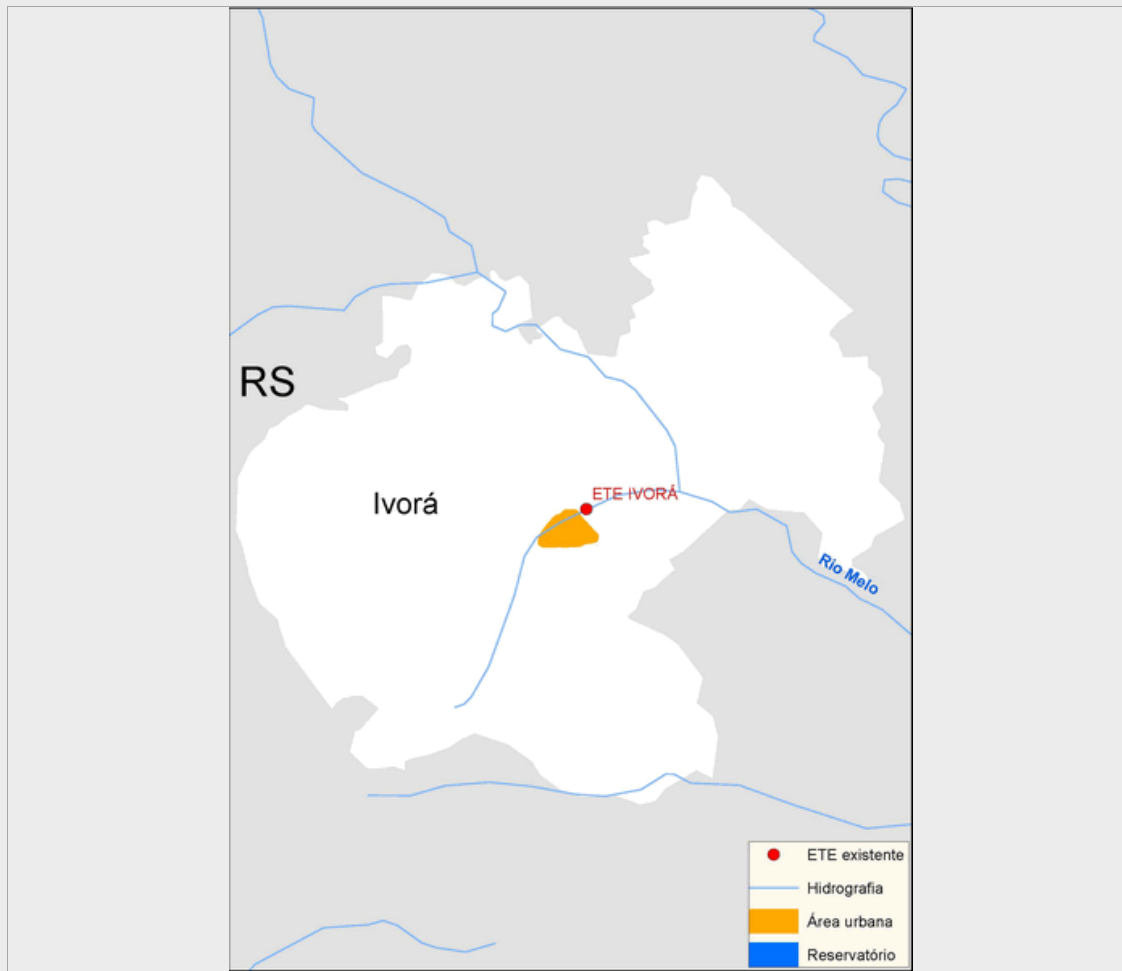 RS
Ivorá
ETE IVORÁ
Rio Melo
ETE existente
Hidrografia
Área urbana
Reservatório